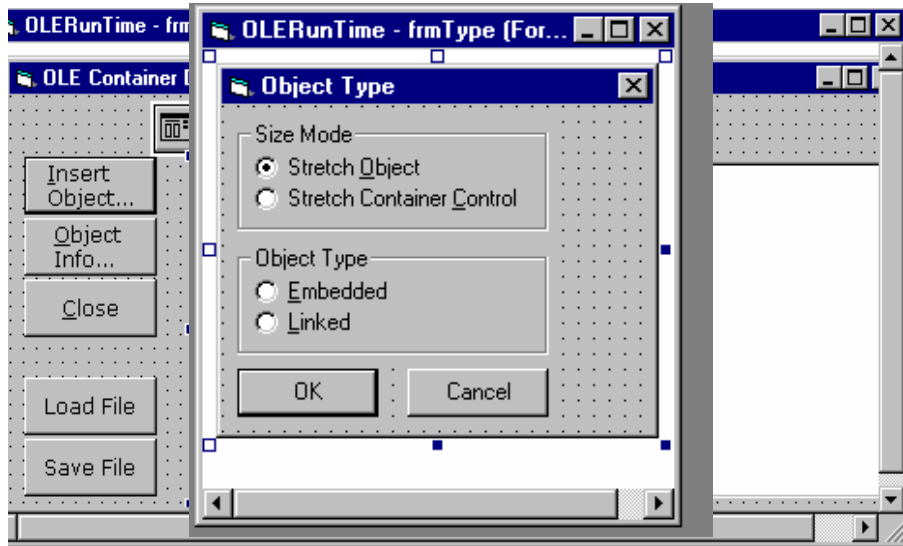 OLERunTime - frm
OLERunTime - frmType (For...
OLE Container
Object Type
Size Mode
Stretch Object
Stretch Container Control
Insert
Object...
Object
Info...
Object Type
Embedded
Linked
Close
OK
Cancel
Load File
Save File